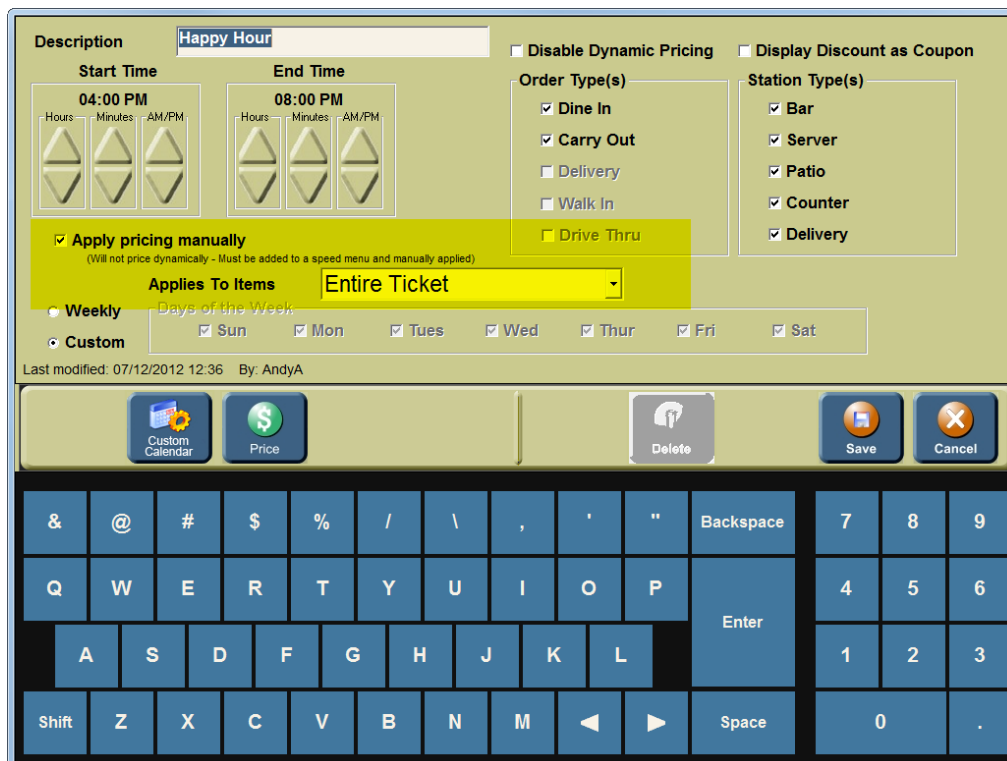 Description
Happy Hour
Disable Dynamic Pricing
Display Discount as Coupon
Start Time
End Time
04:00 PM
08:00 PM
Hours Minutes AM/PM
Hours Minutes AM/PM
Order Type(s)
Dine In
Carry Out
Delivery
Walk In
Drive Thru
Station Type(s)
Bar
Server
Patio
Counter
Delivery
Apply pricing manually
(Will not price dynamically - Must be added to a speed menu and manually applied)
Applies To Items
Entire Ticket
Weekly
Custom
Days of the Week
Sun Mon Tues Wed Thur Fri Sat
Last modified: 07/12/2012 12:36 By: AndyA
Custom
Calendar
$
Price
Delete
Save
Cancel
& @ # $ % / \ , ' " Backspace 7 8 9
Q W E R T Y U I O P 4 5 6
Enter
A S D F G H J K L 1 2 3
Shift Z X C V B N M ◀ ▶ Space 0 .